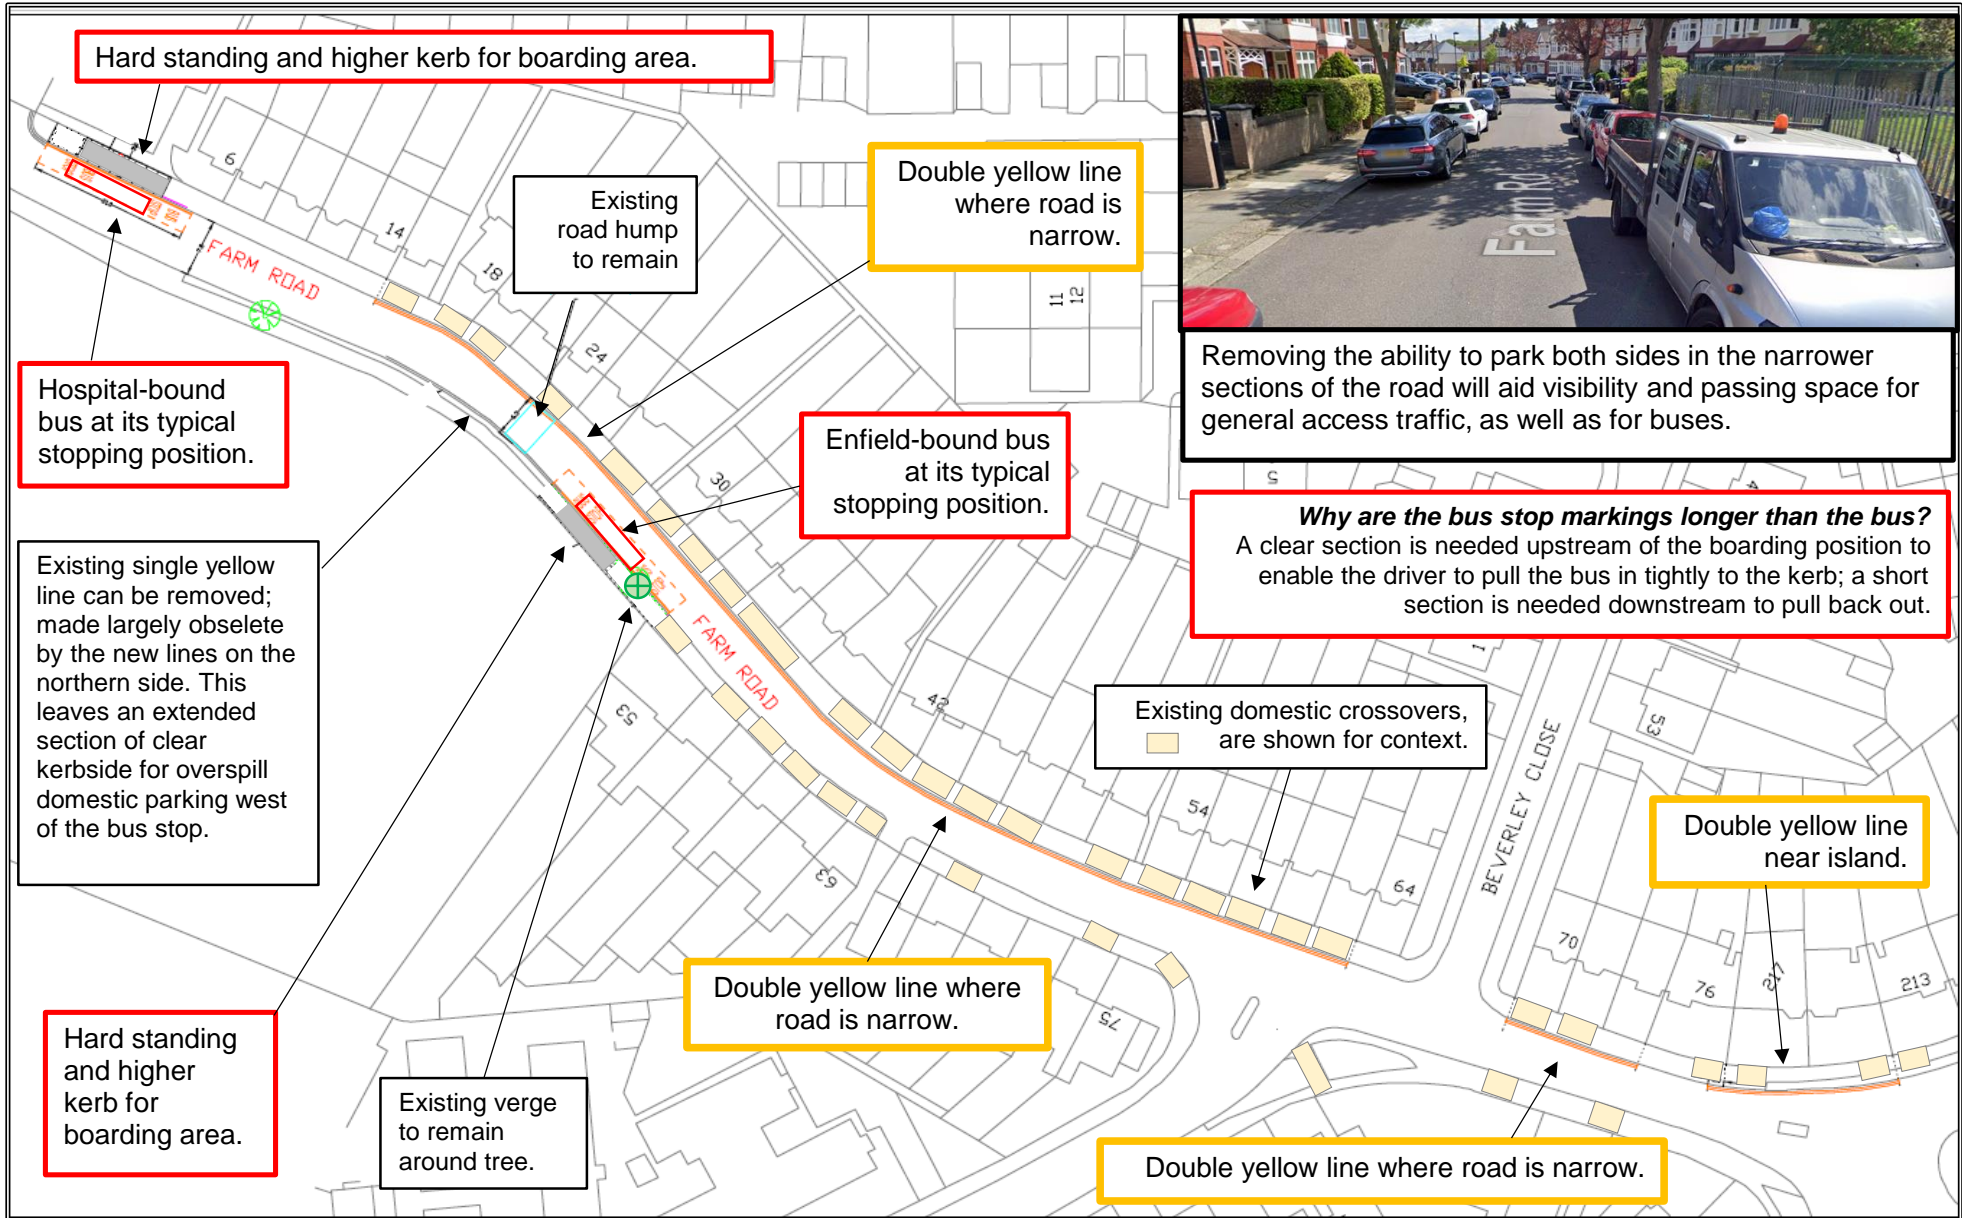 Hard standing and higher kerb for boarding area.
Existing
road hump
to remain
Double yellow line
where road is
narrow.
Farm Rd
Removing the ability to park both sides in the narrower
sections of the road will aid visibility and passing space for
general access traffic, as well as for buses.
Hospital-bound
bus at its typical
stopping position.
Enfield-bound bus
at its typical
stopping position.
Why are the bus stop markings longer than the bus?
A clear section is needed upstream of the boarding position to
enable the driver to pull the bus in tightly to the kerb; a short
section is needed downstream to pull back out.
Existing single yellow
line can be removed;
made largely obselete
by the new lines on the
northern side. This
leaves an extended
section of clear
kerbside for overspill
domestic parking west
of the bus stop.
Existing domestic crossovers,
are shown for context.
Double yellow line
near island.
Double yellow line where
road is narrow.
Hard standing
and higher
kerb for
boarding area.
Existing verge
to remain
around tree.
Double yellow line where road is narrow.
FARM ROAD
FARM ROAD
BEVERLEY CLOSE
6
14
18
24
30
42
54
64
70
76
217
213
53
63
75
53
11
12
5
1